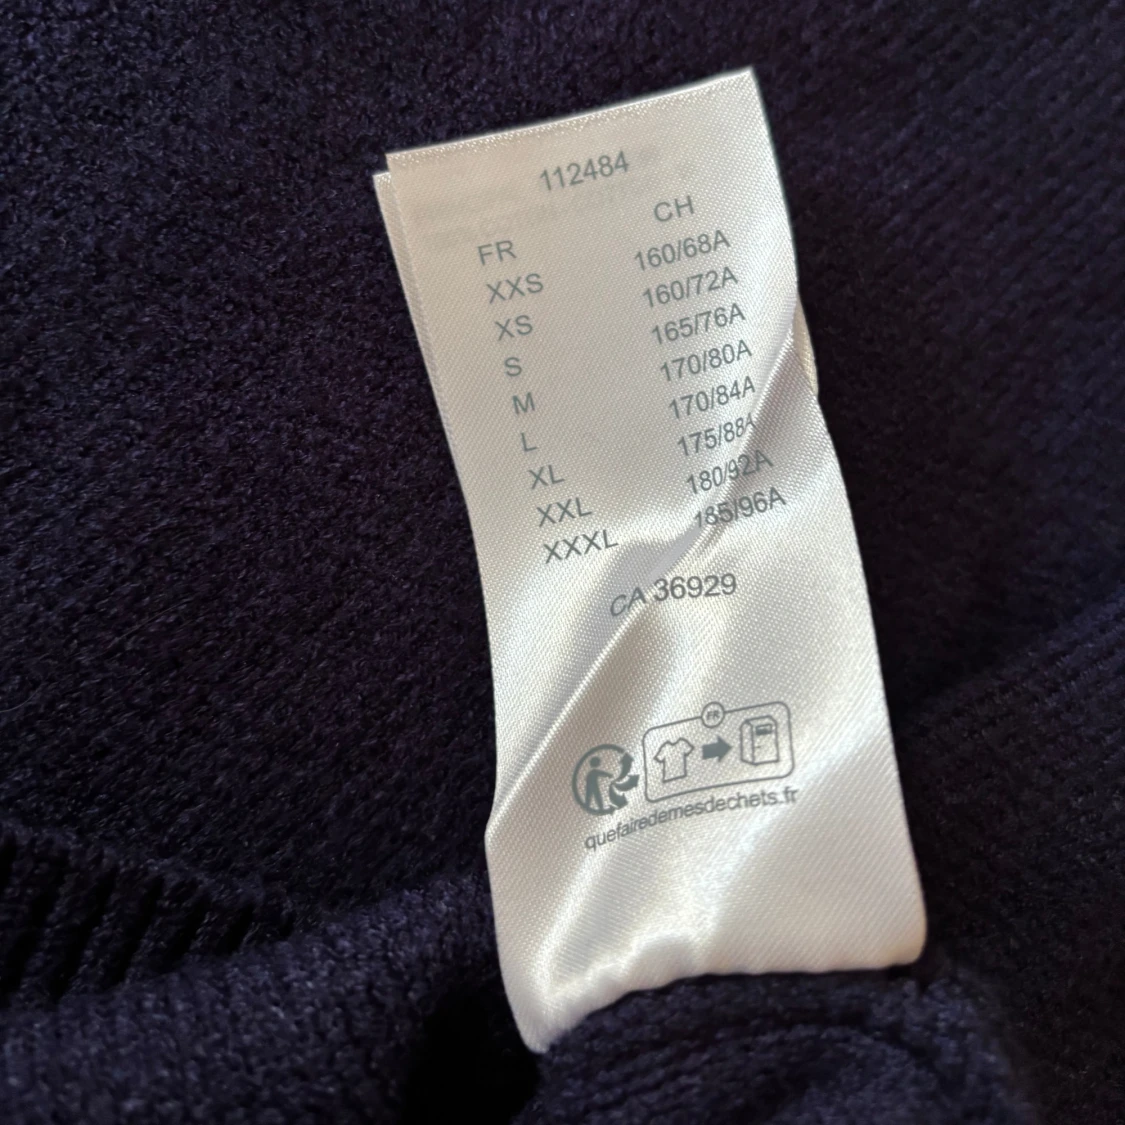 112484
FR CH
XXS 160/68A
XS 160/72A
S 165/76A
M 170/80A
L 170/84A
XL 175/88A
XXL 180/92A
XXXL 185/96A
CA 36929
FR
quefairedemesdechets.fr